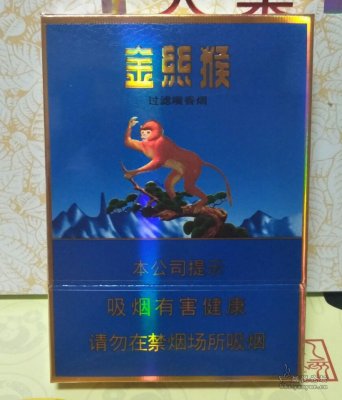 金丝猴
过滤嘴香烟
本公司提示
吸烟有害健康
请勿在禁烟场所吸烟